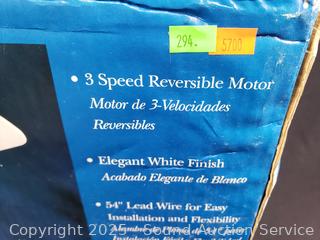 294.
5700
• 3 Speed Reversible Motor
Motor de 3-Velocidades
Reversibles
• Elegant White Finish
Acabado Elegante de Blanco
• 54" Lead Wire for Easy
Installation and Flexibility
Copyright 2025 Sound Auction Service